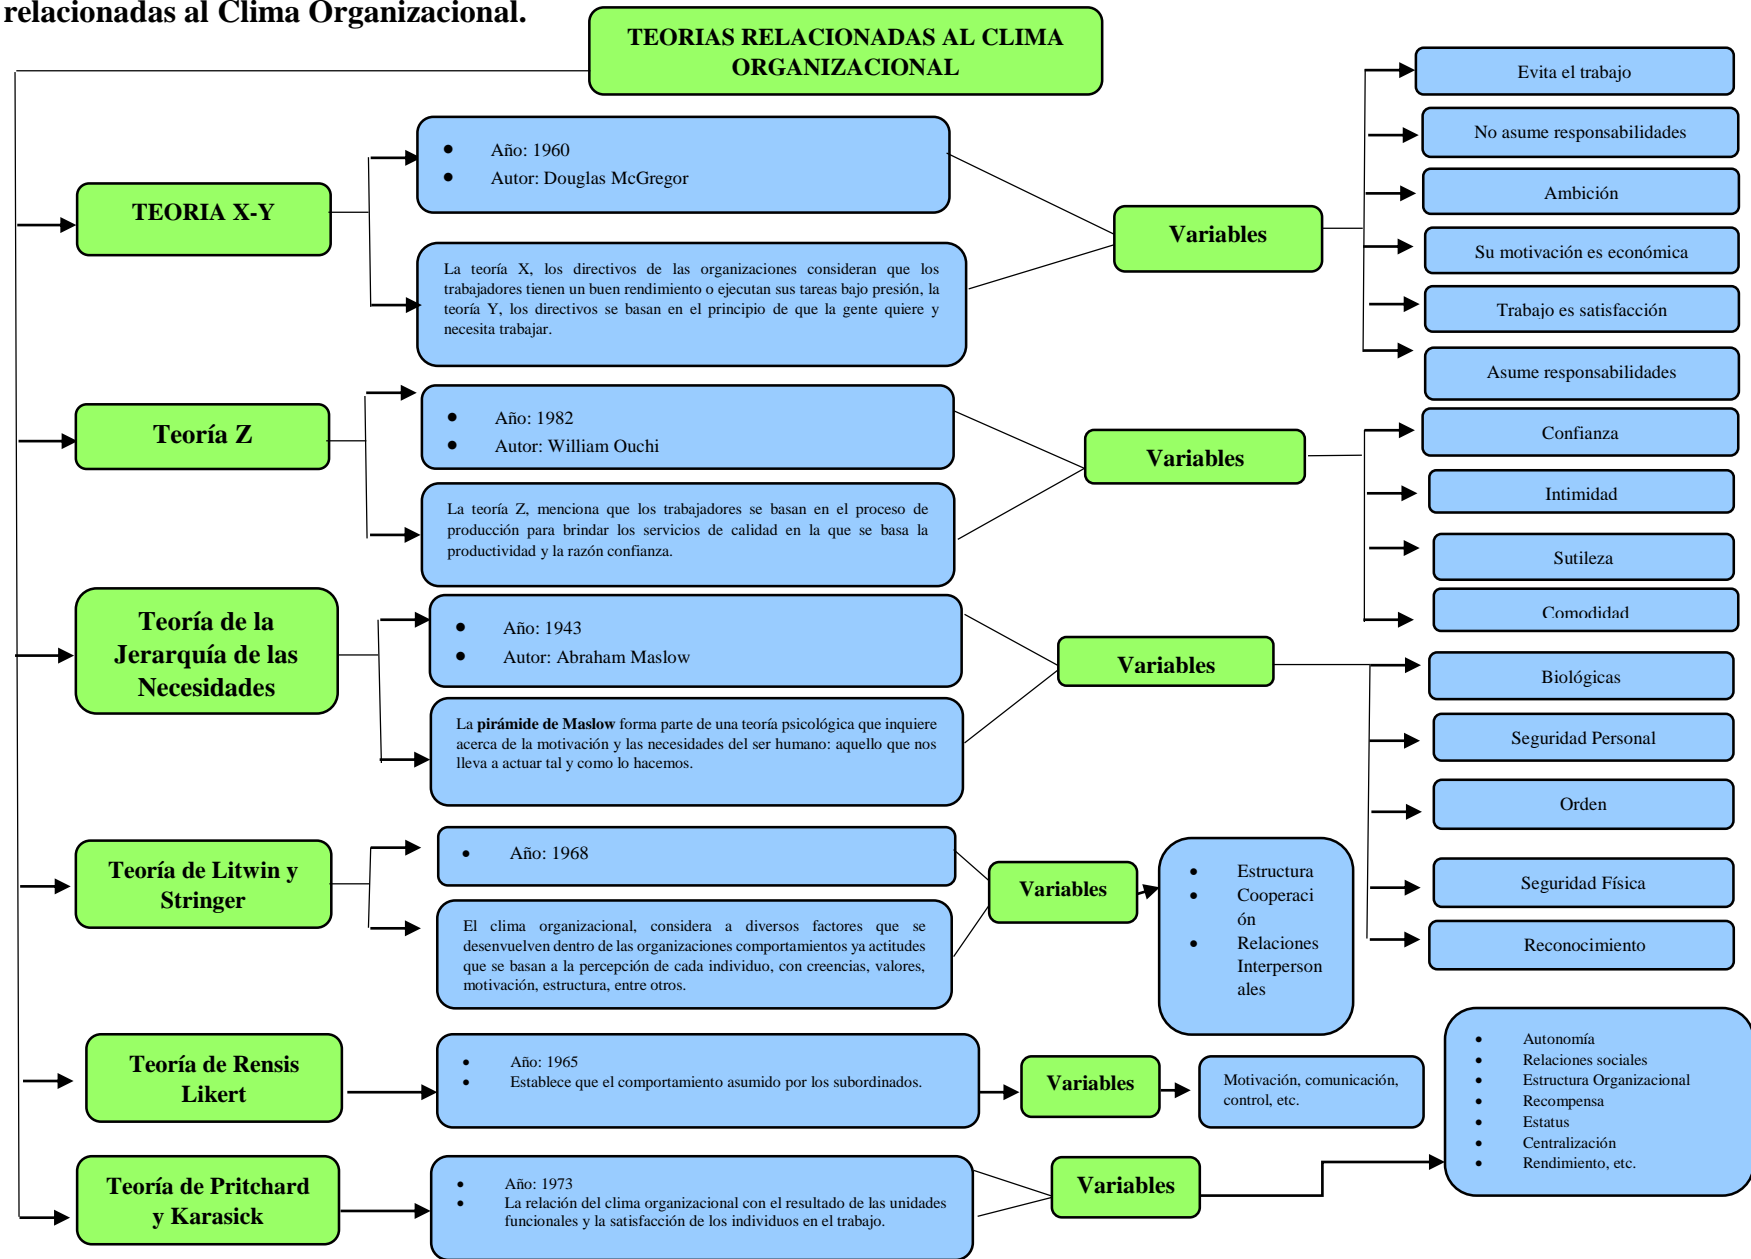 relacionadas al Clima Organizacional.
TEORIAS RELACIONADAS AL CLIMA
ORGANIZACIONAL
TEORIA X-Y
• Año: 1960
• Autor: Douglas McGregor
La teoría X, los directivos de las organizaciones consideran que los
trabajadores tienen un buen rendimiento o ejecutan sus tareas bajo presión, la
teoría Y, los directivos se basan en el principio de que la gente quiere y
necesita trabajar.
Variables
Evita el trabajo
No asume responsabilidades
Ambición
Su motivación es económica
Trabajo es satisfacción
Asume responsabilidades
Teoría Z
• Año: 1982
• Autor: William Ouchi
La teoría Z, menciona que los trabajadores se basan en el proceso de
producción para brindar los servicios de calidad en la que se basa la
productividad y la razón confianza.
Variables
Confianza
Intimidad
Sutileza
Comodidad
Teoría de la
Jerarquía de las
Necesidades
• Año: 1943
• Autor: Abraham Maslow
La pirámide de Maslow forma parte de una teoría psicológica que inquiere
acerca de la motivación y las necesidades del ser humano: aquello que nos
lleva a actuar tal y como lo hacemos.
Variables
Biológicas
Seguridad Personal
Orden
Seguridad Física
Reconocimiento
Teoría de Litwin y
Stringer
• Año: 1968
El clima organizacional, considera a diversos factores que se
desenvuelven dentro de las organizaciones comportamientos ya actitudes
que se basan a la percepción de cada individuo, con creencias, valores,
motivación, estructura, entre otros.
Variables
• Estructura
• Cooperaci
ón
• Relaciones
Interperson
ales
Teoría de Rensis
Likert
• Año: 1965
• Establece que el comportamiento asumido por los subordinados.
Variables
Motivación, comunicación,
control, etc.
Teoría de Pritchard
y Karasick
• Año: 1973
• La relación del clima organizacional con el resultado de las unidades
funcionales y la satisfacción de los individuos en el trabajo.
Variables
• Autonomía
• Relaciones sociales
• Estructura Organizacional
• Recompensa
• Estatus
• Centralización
• Rendimiento, etc.